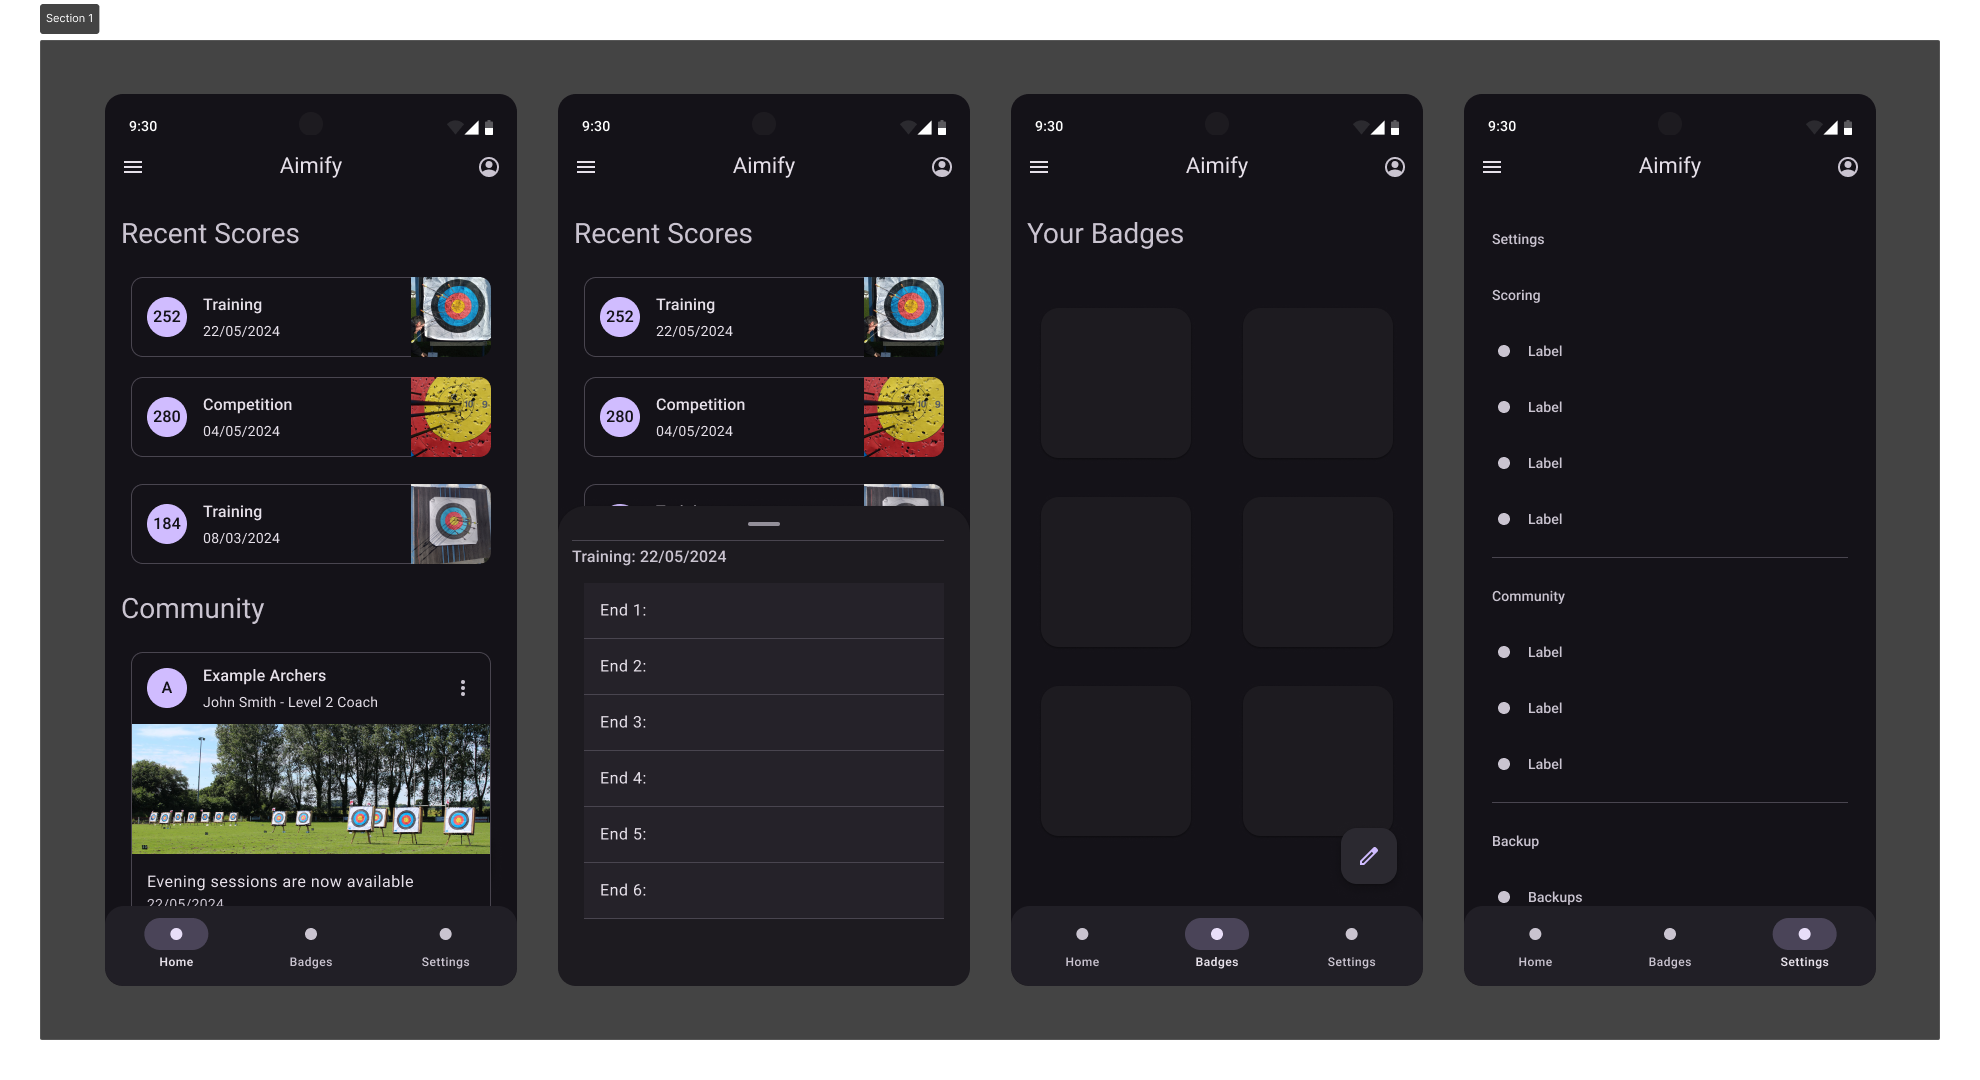 Section 1
9:30
Aimify
Recent Scores
252
Training
22/05/2024
280
Competition
04/05/2024
184
Training
08/03/2024
Community
A
Example Archers
John Smith - Level 2 Coach
Evening sessions are now available
22/05/2024
Home
Badges
Settings
9:30
Aimify
Recent Scores
252
Training
22/05/2024
280
Competition
04/05/2024
Training: 22/05/2024
End 1:
End 2:
End 3:
End 4:
End 5:
End 6:
9:30
Aimify
Your Badges
Home
Badges
Settings
9:30
Aimify
Settings
Scoring
Label
Label
Label
Label
Community
Label
Label
Label
Backup
Backups
Home
Badges
Settings